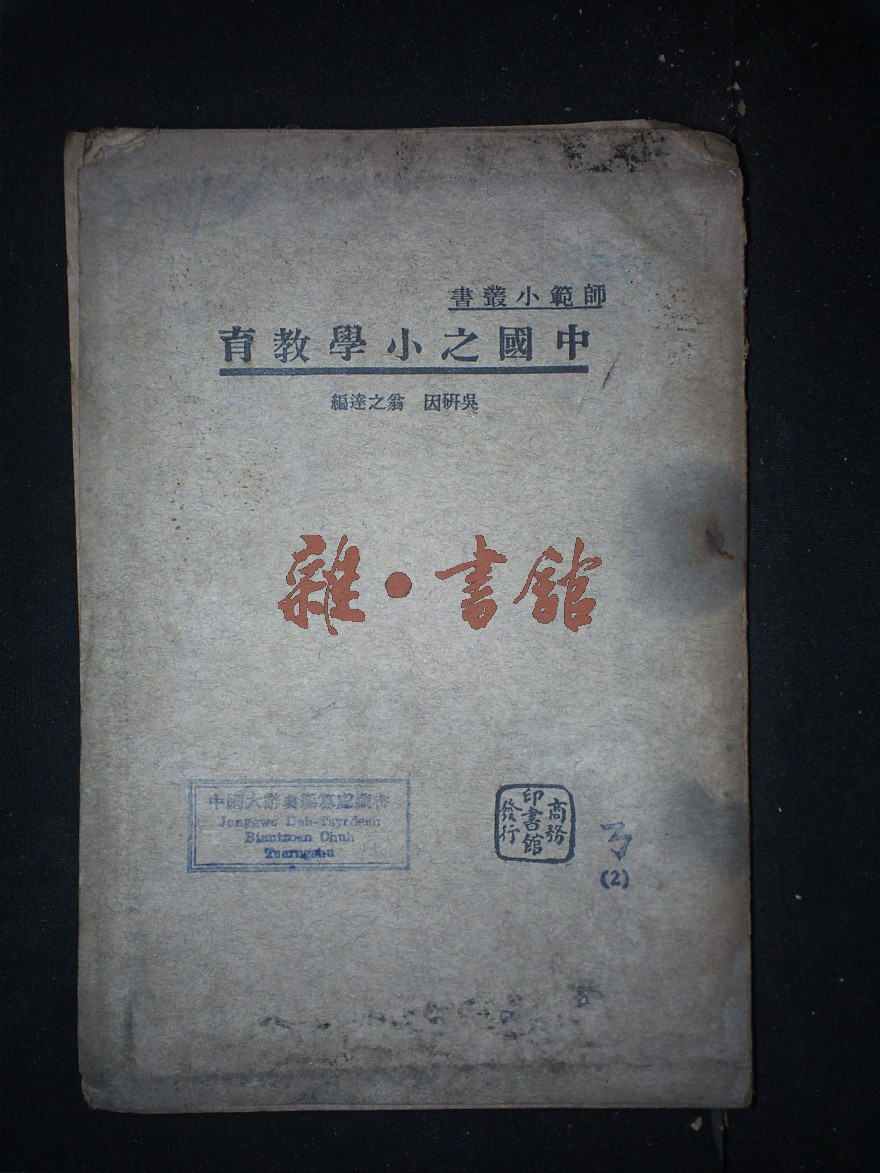 師範小叢書
中國之小學教育
吳研因 翁之達編
雜·書館
中國大辭典編纂處藏書
Jonggwo Dah-Tsyrdean
Biantzoan Chuh
Tsarngshu
商務
印書館
發行
(2)